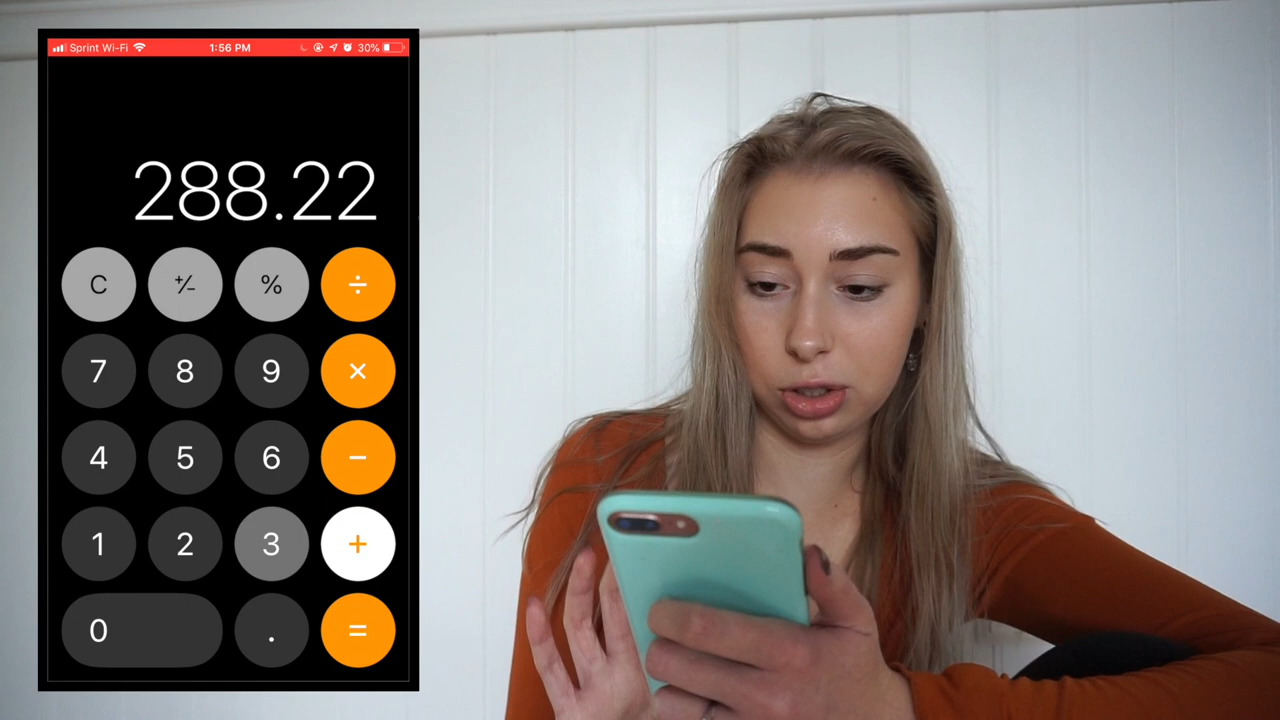 Sprint Wi-Fi 1:56 PM 30%
288.22
C +/- % ÷
7 8 9 ×
4 5 6 −
1 2 3 +
0 . =